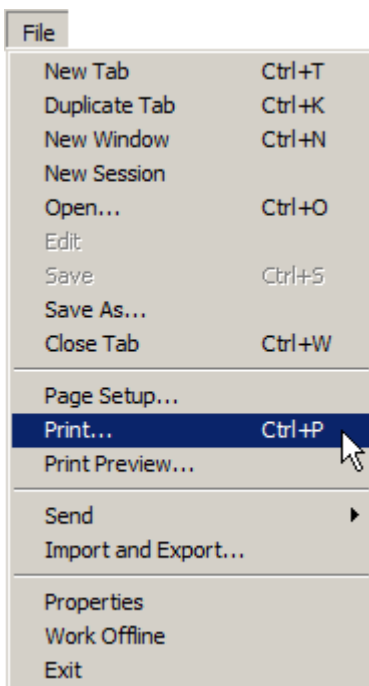 File
New Tab Ctrl+T
Duplicate Tab Ctrl+K
New Window Ctrl+N
New Session
Open... Ctrl+O
Edit
Save Ctrl+S
Save As...
Close Tab Ctrl+W
Page Setup...
Print... Ctrl+P
Print Preview...
Send
Import and Export...
Properties
Work Offline
Exit